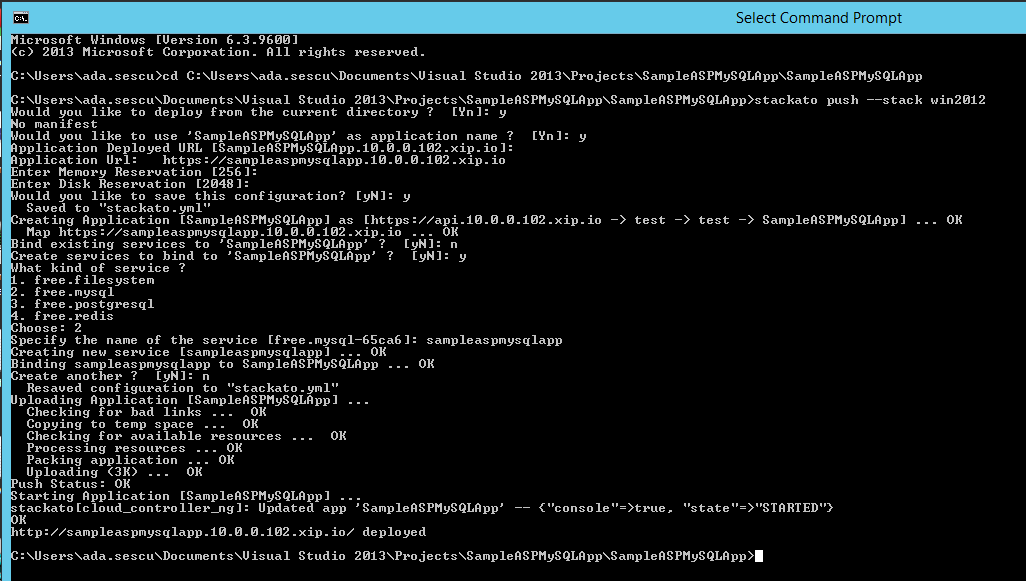 Select Command Prompt
Microsoft Windows [Version 6.3.9600]
(c) 2013 Microsoft Corporation. All rights reserved.
C:\Users\ada.sescu>cd C:\Users\ada.sescu\Documents\Visual Studio 2013\Projects\SampleASPMySQLApp\SampleASPMySQLApp
C:\Users\ada.sescu\Documents\Visual Studio 2013\Projects\SampleASPMySQLApp\SampleASPMySQLApp>stackato push --stack win2012
Would you like to deploy from the current directory ?  [Yn]: y
No manifest
Would you like to use 'SampleASPMySQLApp' as application name ?  [Yn]: y
Application Deployed URL [SampleASPMySQLApp.10.0.0.102.xip.io]:
Application Url:   https://sampleaspmysqlapp.10.0.0.102.xip.io
Enter Memory Reservation [256]:
Enter Disk Reservation [2048]:
Would you like to save this configuration? [yN]: y
  Saved to "stackato.yml"
Creating Application [SampleASPMySQLApp] as [https://api.10.0.0.102.xip.io -> test -> test -> SampleASPMySQLApp] ... OK
  Map https://sampleaspmysqlapp.10.0.0.102.xip.io ... OK
Bind existing services to 'SampleASPMySQLApp' ?  [yN]: n
Create services to bind to 'SampleASPMySQLApp' ?  [yN]: y
What kind of service ?
1. free.filesystem
2. free.mysql
3. free.postgresql
4. free.redis
Choose: 2
Specify the name of the service [free.mysql-65ca6]: sampleaspmysqlapp
Creating new service [sampleaspmysqlapp] ... OK
Binding sampleaspmysqlapp to SampleASPMySQLApp ... OK
Create another ?  [yN]: n
  Resaved configuration to "stackato.yml"
Uploading Application [SampleASPMySQLApp] ...
  Checking for bad links ...  OK
  Copying to temp space ...  OK
  Checking for available resources ...  OK
  Processing resources ... OK
  Packing application ... OK
  Uploading (3K) ...  OK
Push Status: OK
Starting Application [SampleASPMySQLApp] ...
stackato[cloud_controller_ng]: Updated app 'SampleASPMySQLApp' -- {"console"=>true, "state"=>"STARTED"}
OK
http://sampleaspmysqlapp.10.0.0.102.xip.io/ deployed
C:\Users\ada.sescu\Documents\Visual Studio 2013\Projects\SampleASPMySQLApp\SampleASPMySQLApp>